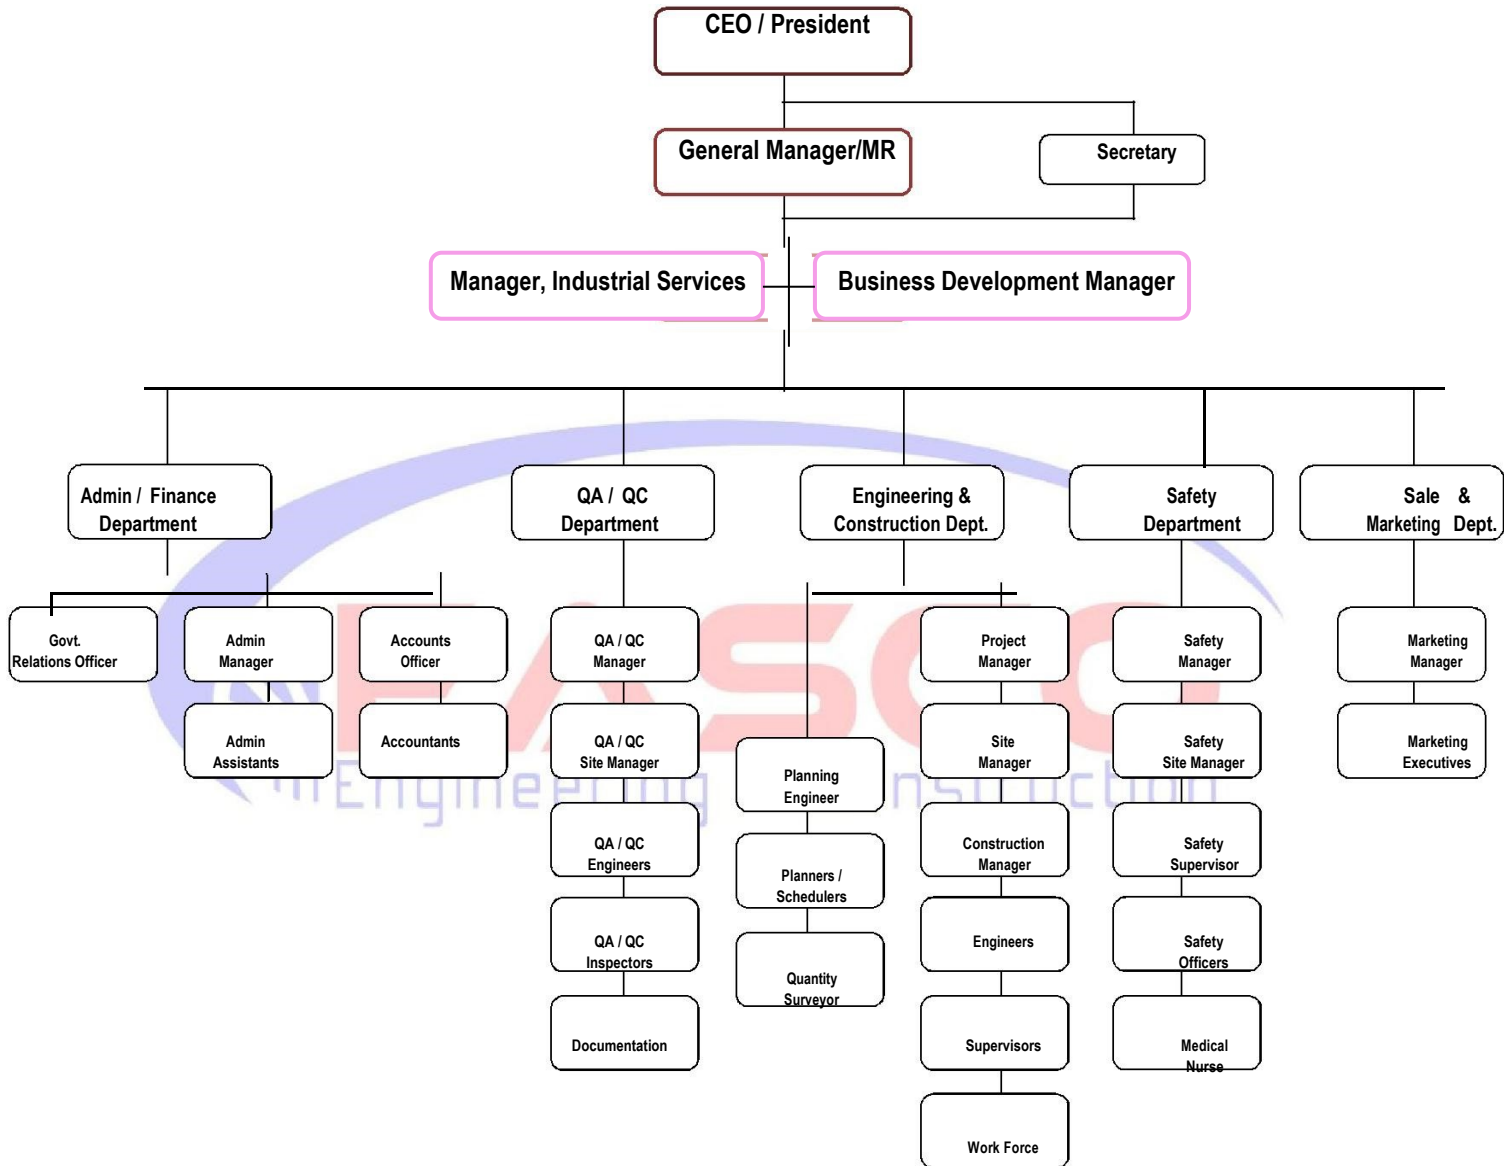 CEO / President
General Manager/MR
Secretary
Manager, Industrial Services
Business Development Manager
Admin / Finance
Department
QA / QC
Department
Engineering &
Construction Dept.
Safety
Department
Sale &
Marketing Dept.
Govt.
Relations Officer
Admin
Manager
Accounts
Officer
QA / QC
Manager
Project
Manager
Safety
Manager
Marketing
Manager
Admin
Assistants
Accountants
QA / QC
Site Manager
Planning
Engineer
Site
Manager
Safety
Site Manager
Marketing
Executives
QA / QC
Engineers
Planners /
Schedulers
Construction
Manager
Safety
Supervisor
QA / QC
Inspectors
Quantity
Surveyor
Engineers
Safety
Officers
Documentation
Supervisors
Medical
Nurse
Work Force
FASCO
Engineering